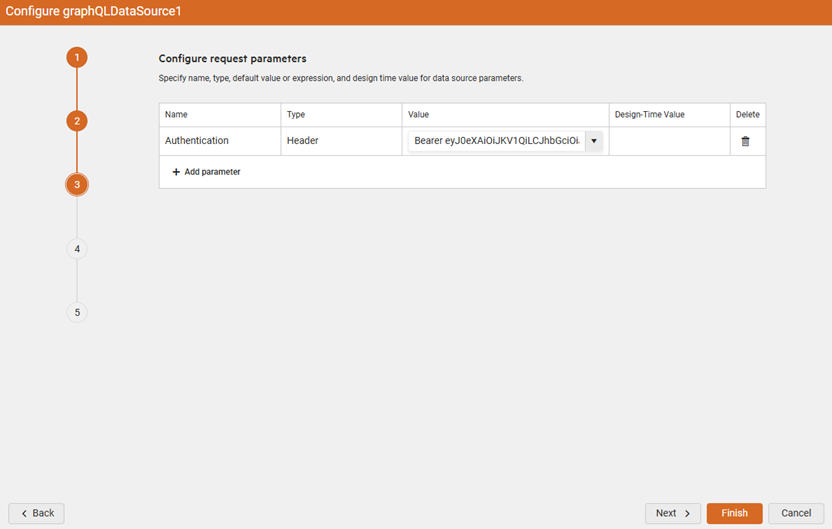 Configure graphQLDataSource1
1
2
3
4
5
Configure request parameters
Specify name, type, default value or expression, and design time value for data source parameters.
Name Type Value Design-Time Value Delete
Authentication Header Bearer eyJ0eXAiOiJKV1QiLCJhbGciOi
+ Add parameter
Back Next Finish Cancel